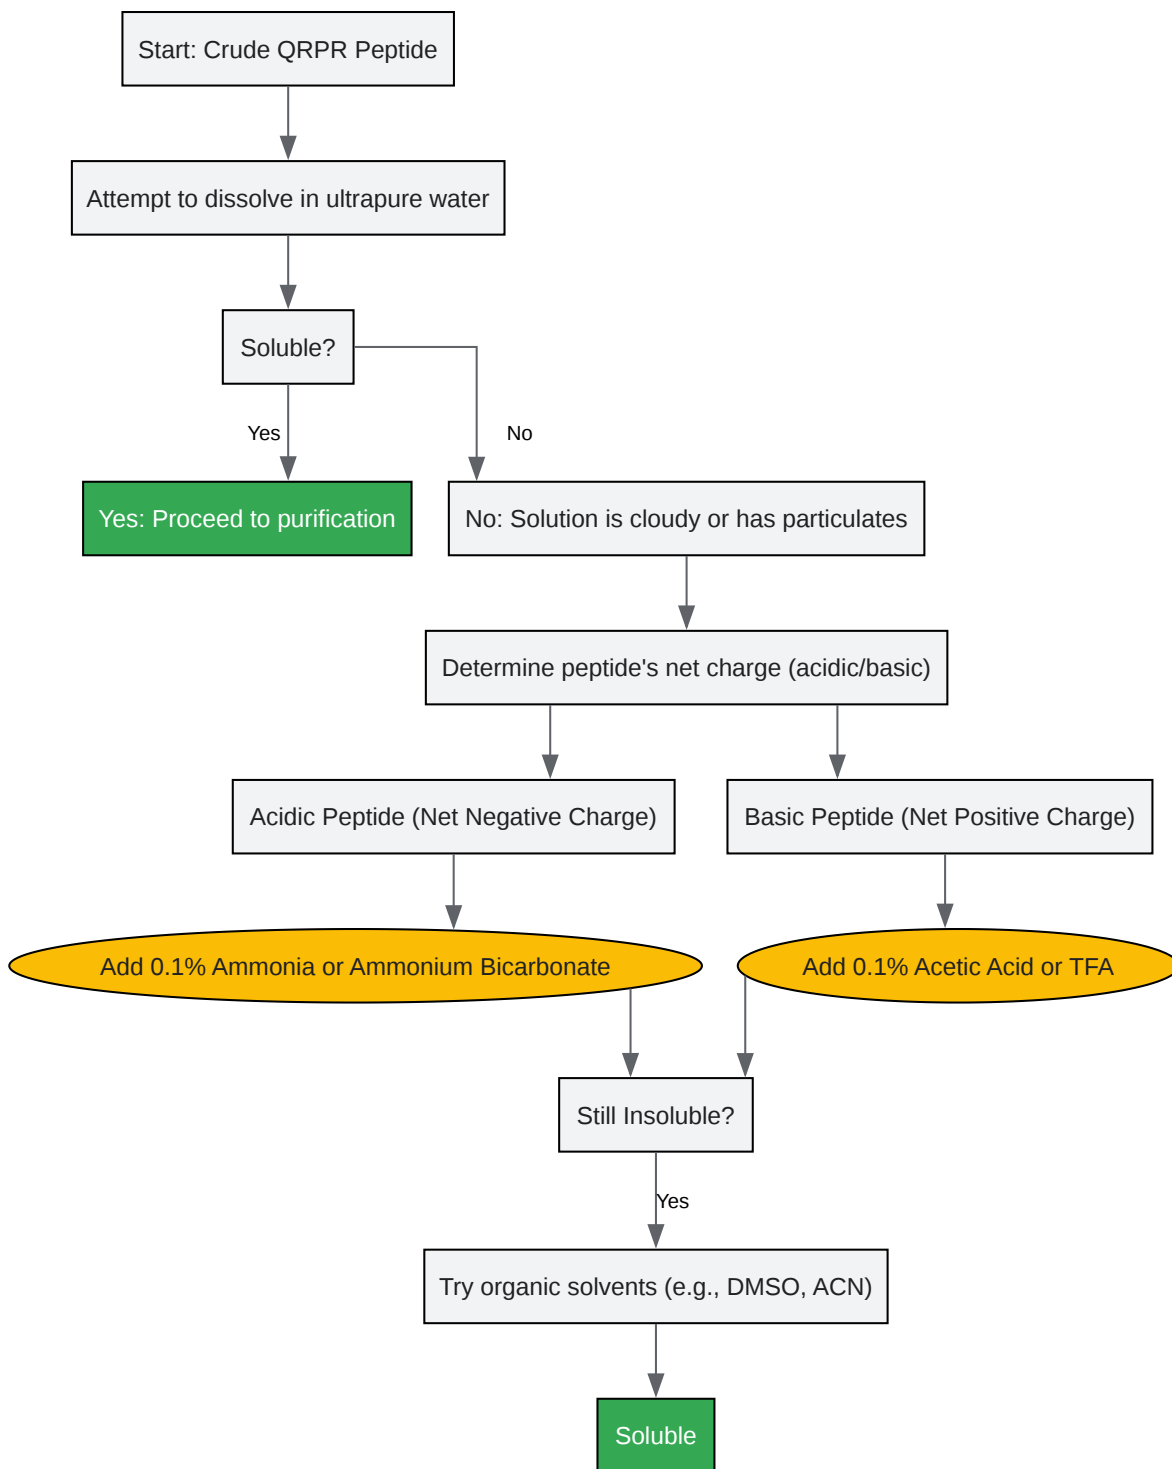 Start: Crude QRPR Peptide
Attempt to dissolve in ultrapure water
Soluble?
Yes
No
Yes: Proceed to purification
No: Solution is cloudy or has particulates
Determine peptide's net charge (acidic/basic)
Acidic Peptide (Net Negative Charge)
Basic Peptide (Net Positive Charge)
Add 0.1% Ammonia or Ammonium Bicarbonate
Add 0.1% Acetic Acid or TFA
Still Insoluble?
Yes
Try organic solvents (e.g., DMSO, ACN)
Soluble